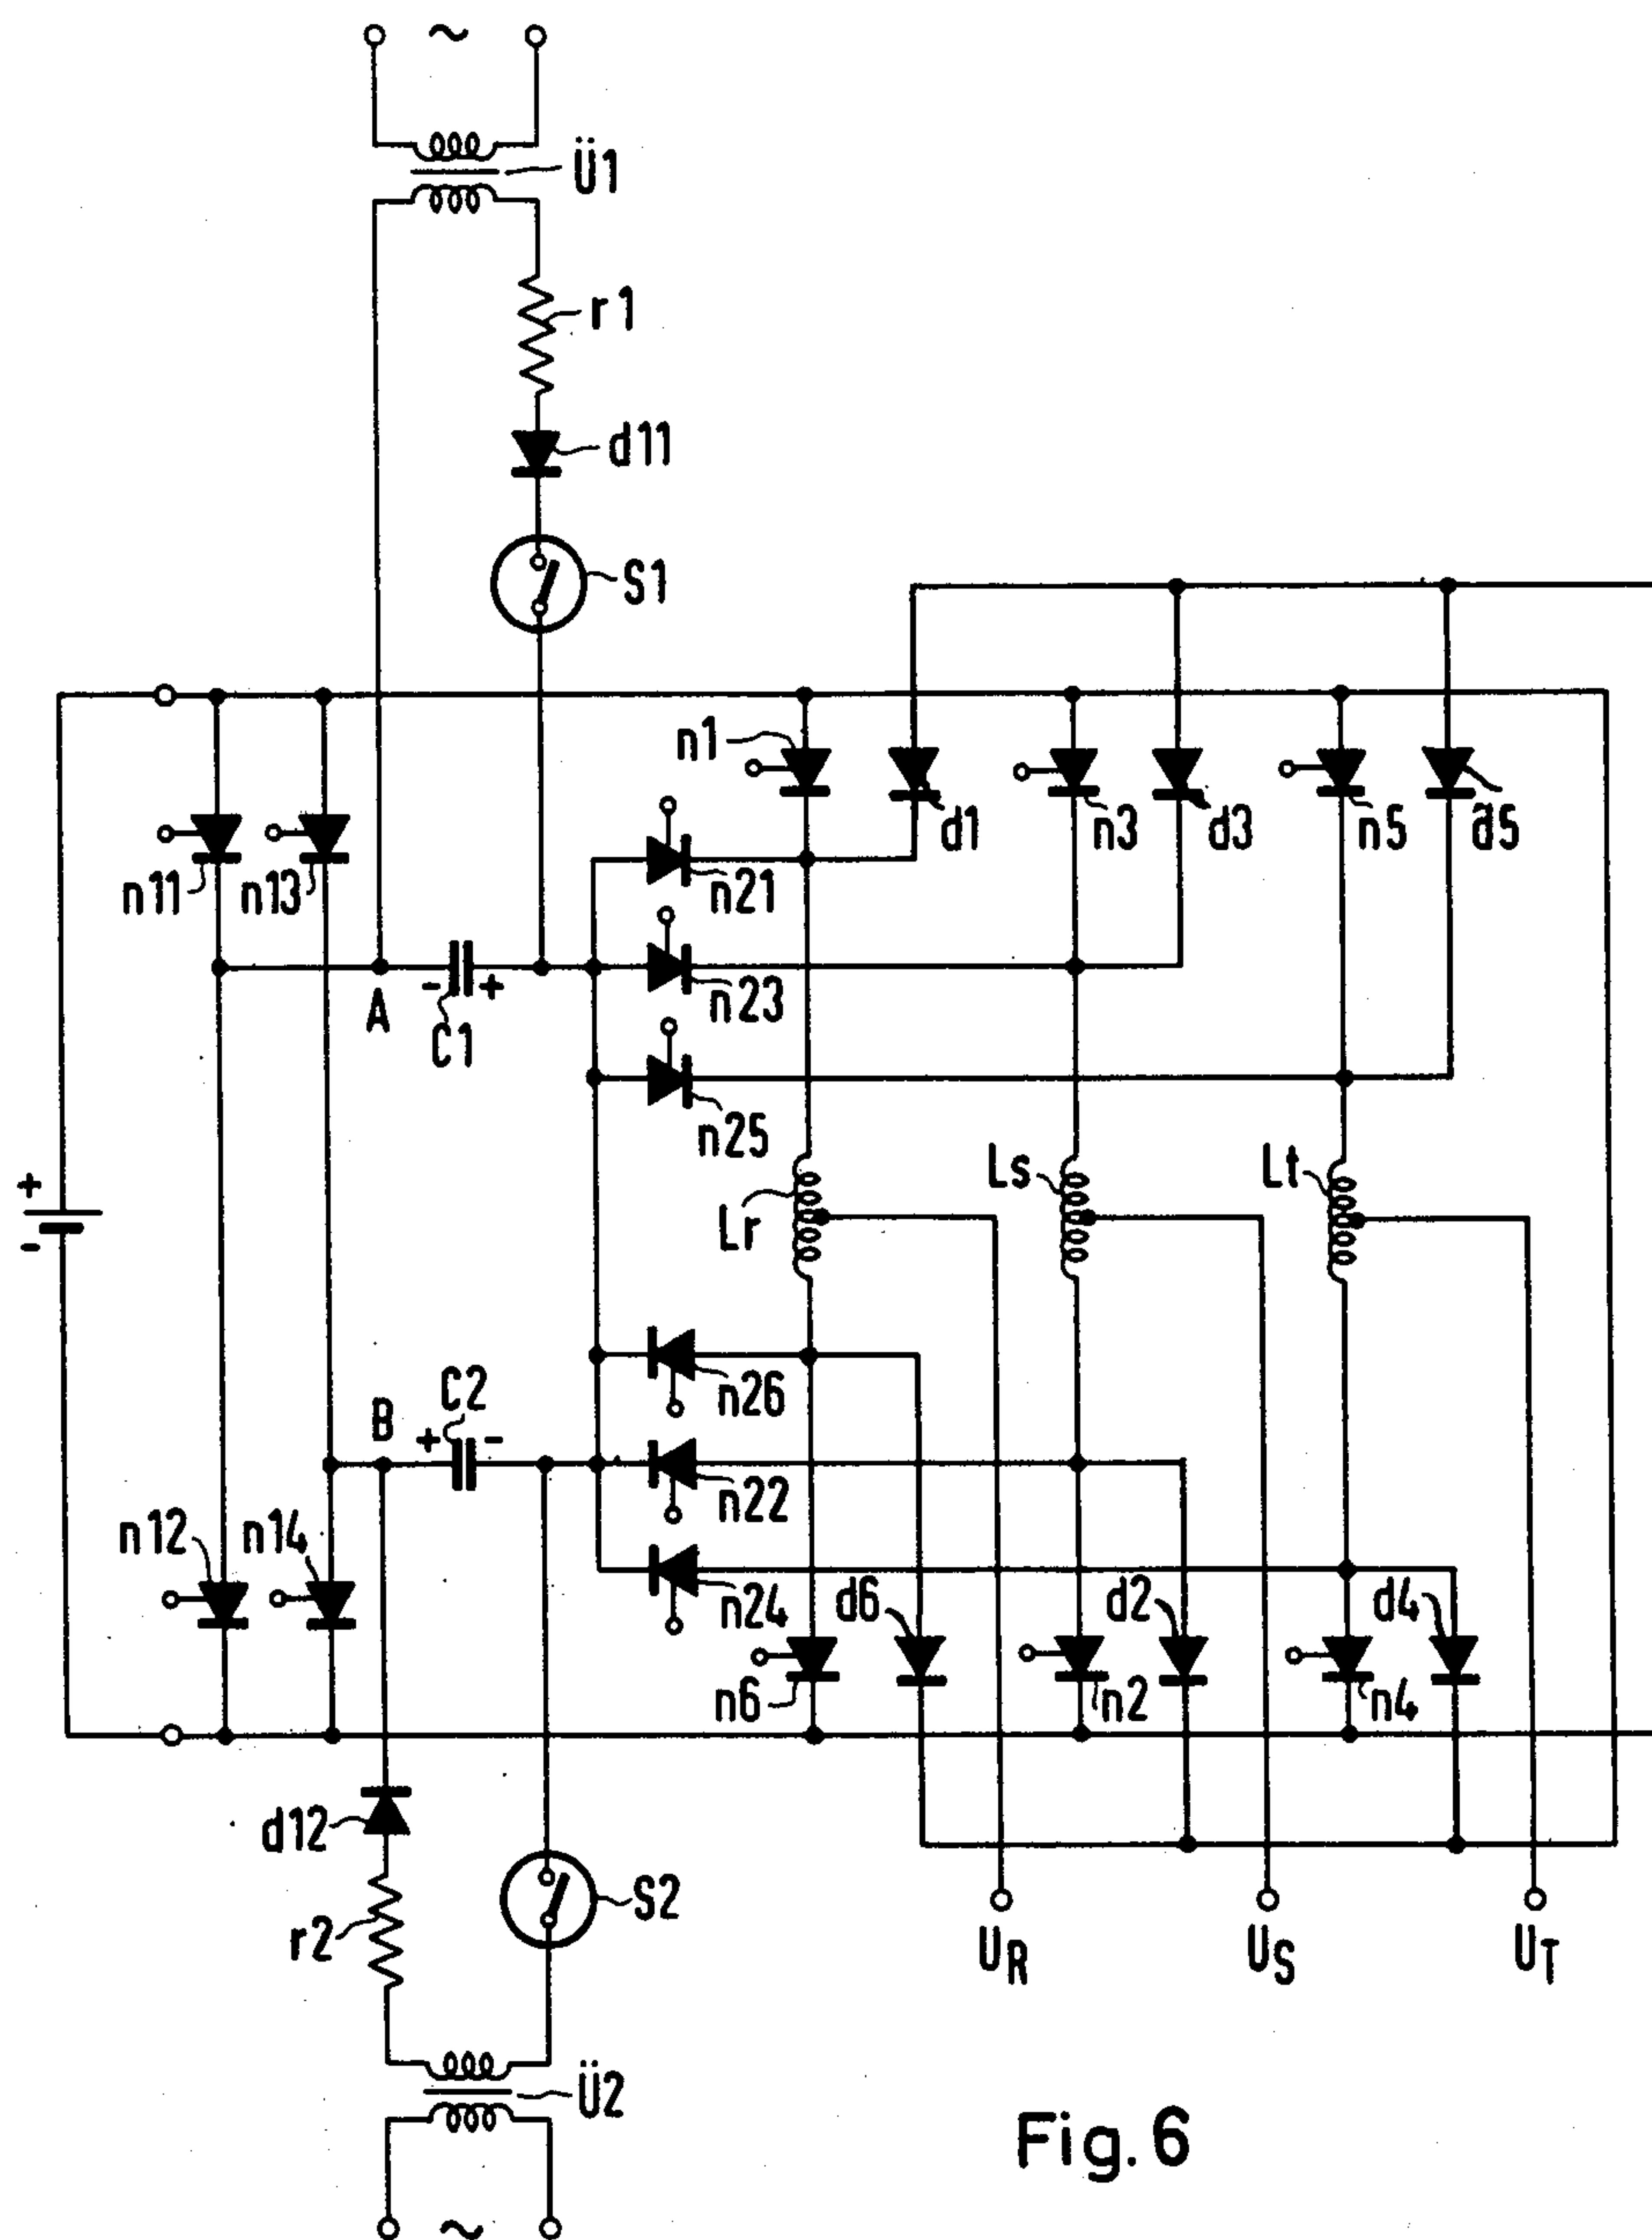 ~
Ü1
r1
d11
S1
n1
d1
n3
d3
n5
d5
n11
n13
n21
n23
n25
A
- +
C1
Ls
Lt
Lr
+
-
C2
B
+ -
n26
n22
n24
n12
n14
d6
d2
d4
n6
n2
n4
d12
r2
S2
UR
US
UT
Ü2
Fig. 6
~